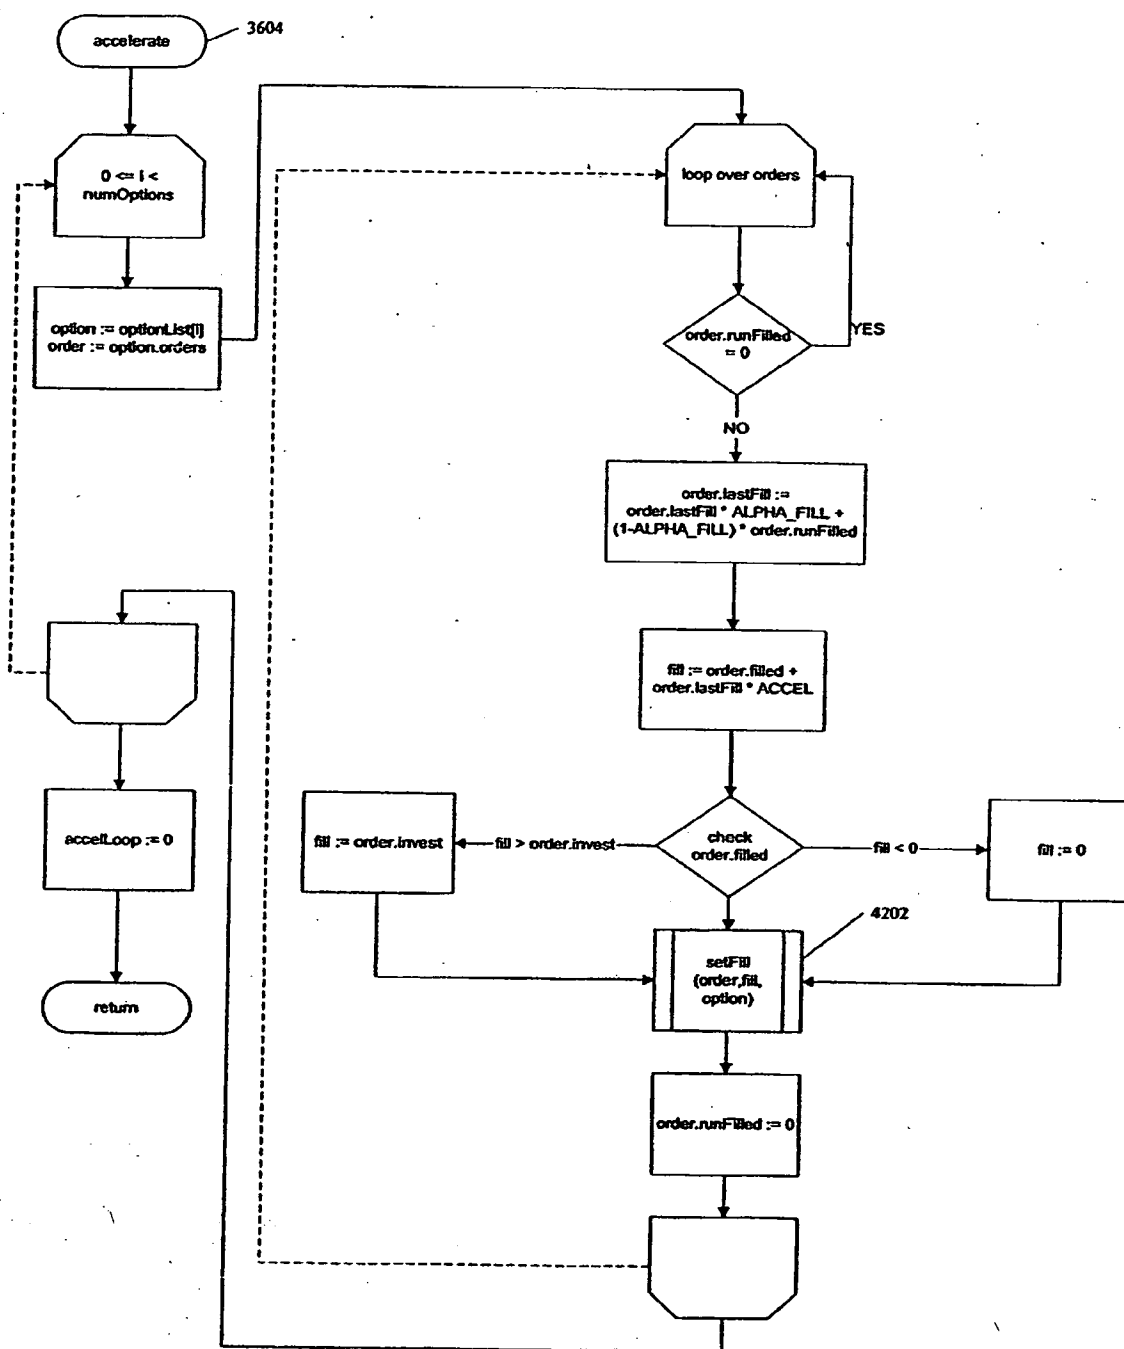 accelerate
3604
0 <= i <
numOptions
option := optionList[i]
order := option.orders
loop over orders
order.runFilled
= 0
YES
NO
order.lastFill :=
order.lastFill * ALPHA_FILL +
(1-ALPHA_FILL) * order.runFilled
fill := order.filled +
order.lastFill * ACCEL
check
order.filled
fill > order.invest
fill := order.invest
fill < 0
fill := 0
4202
setFill
(order,fill,
option)
order.runFilled := 0
accelLoop := 0
return